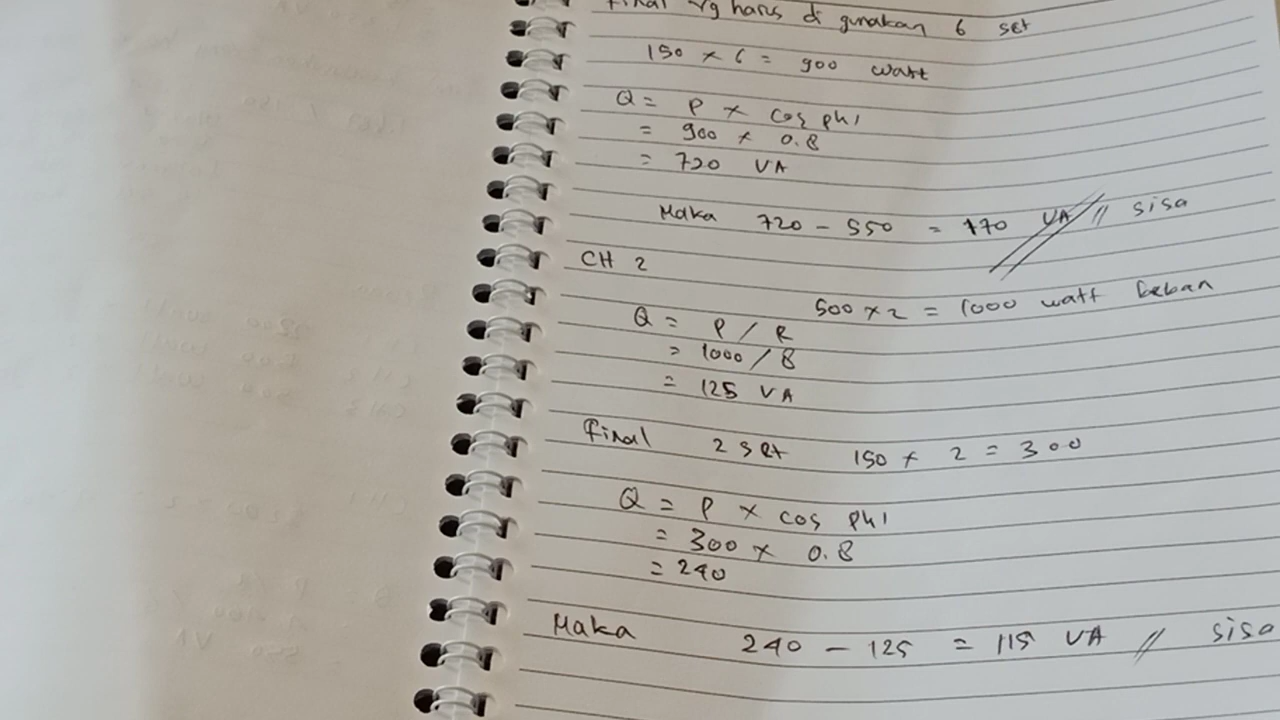 final yg harus di gunakan 6 set
150 x 6 = 900 watt
Q = P x cos phi
= 900 x 0.8
= 720 VA
Maka 720 - 550 = 170 VA // sisa
CH 2
500 x 2 = 1000 watt beban
Q = P / R
= 1000 / 8
= 125 VA
final 2 set 150 x 2 = 300
Q = P x cos phi
= 300 x 0.8
= 240
Maka 240 - 125 = 115 VA // sisa